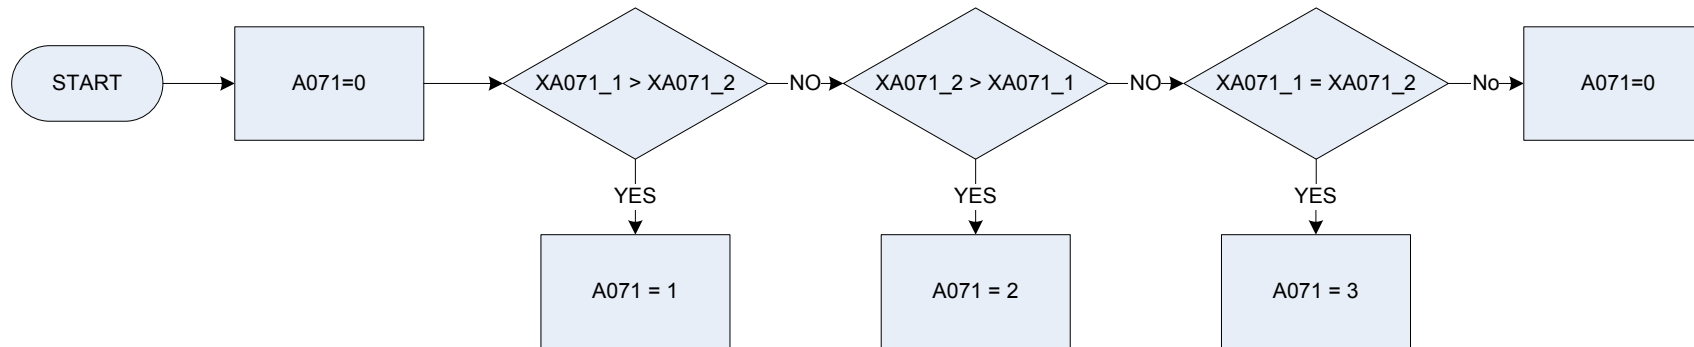 START
A071=0
XA071_1 > XA071_2
NO
XA071_2 > XA071_1
NO
XA071_1 = XA071_2
No
A071=0
YES
YES
YES
A071 = 1
A071 = 2
A071 = 3